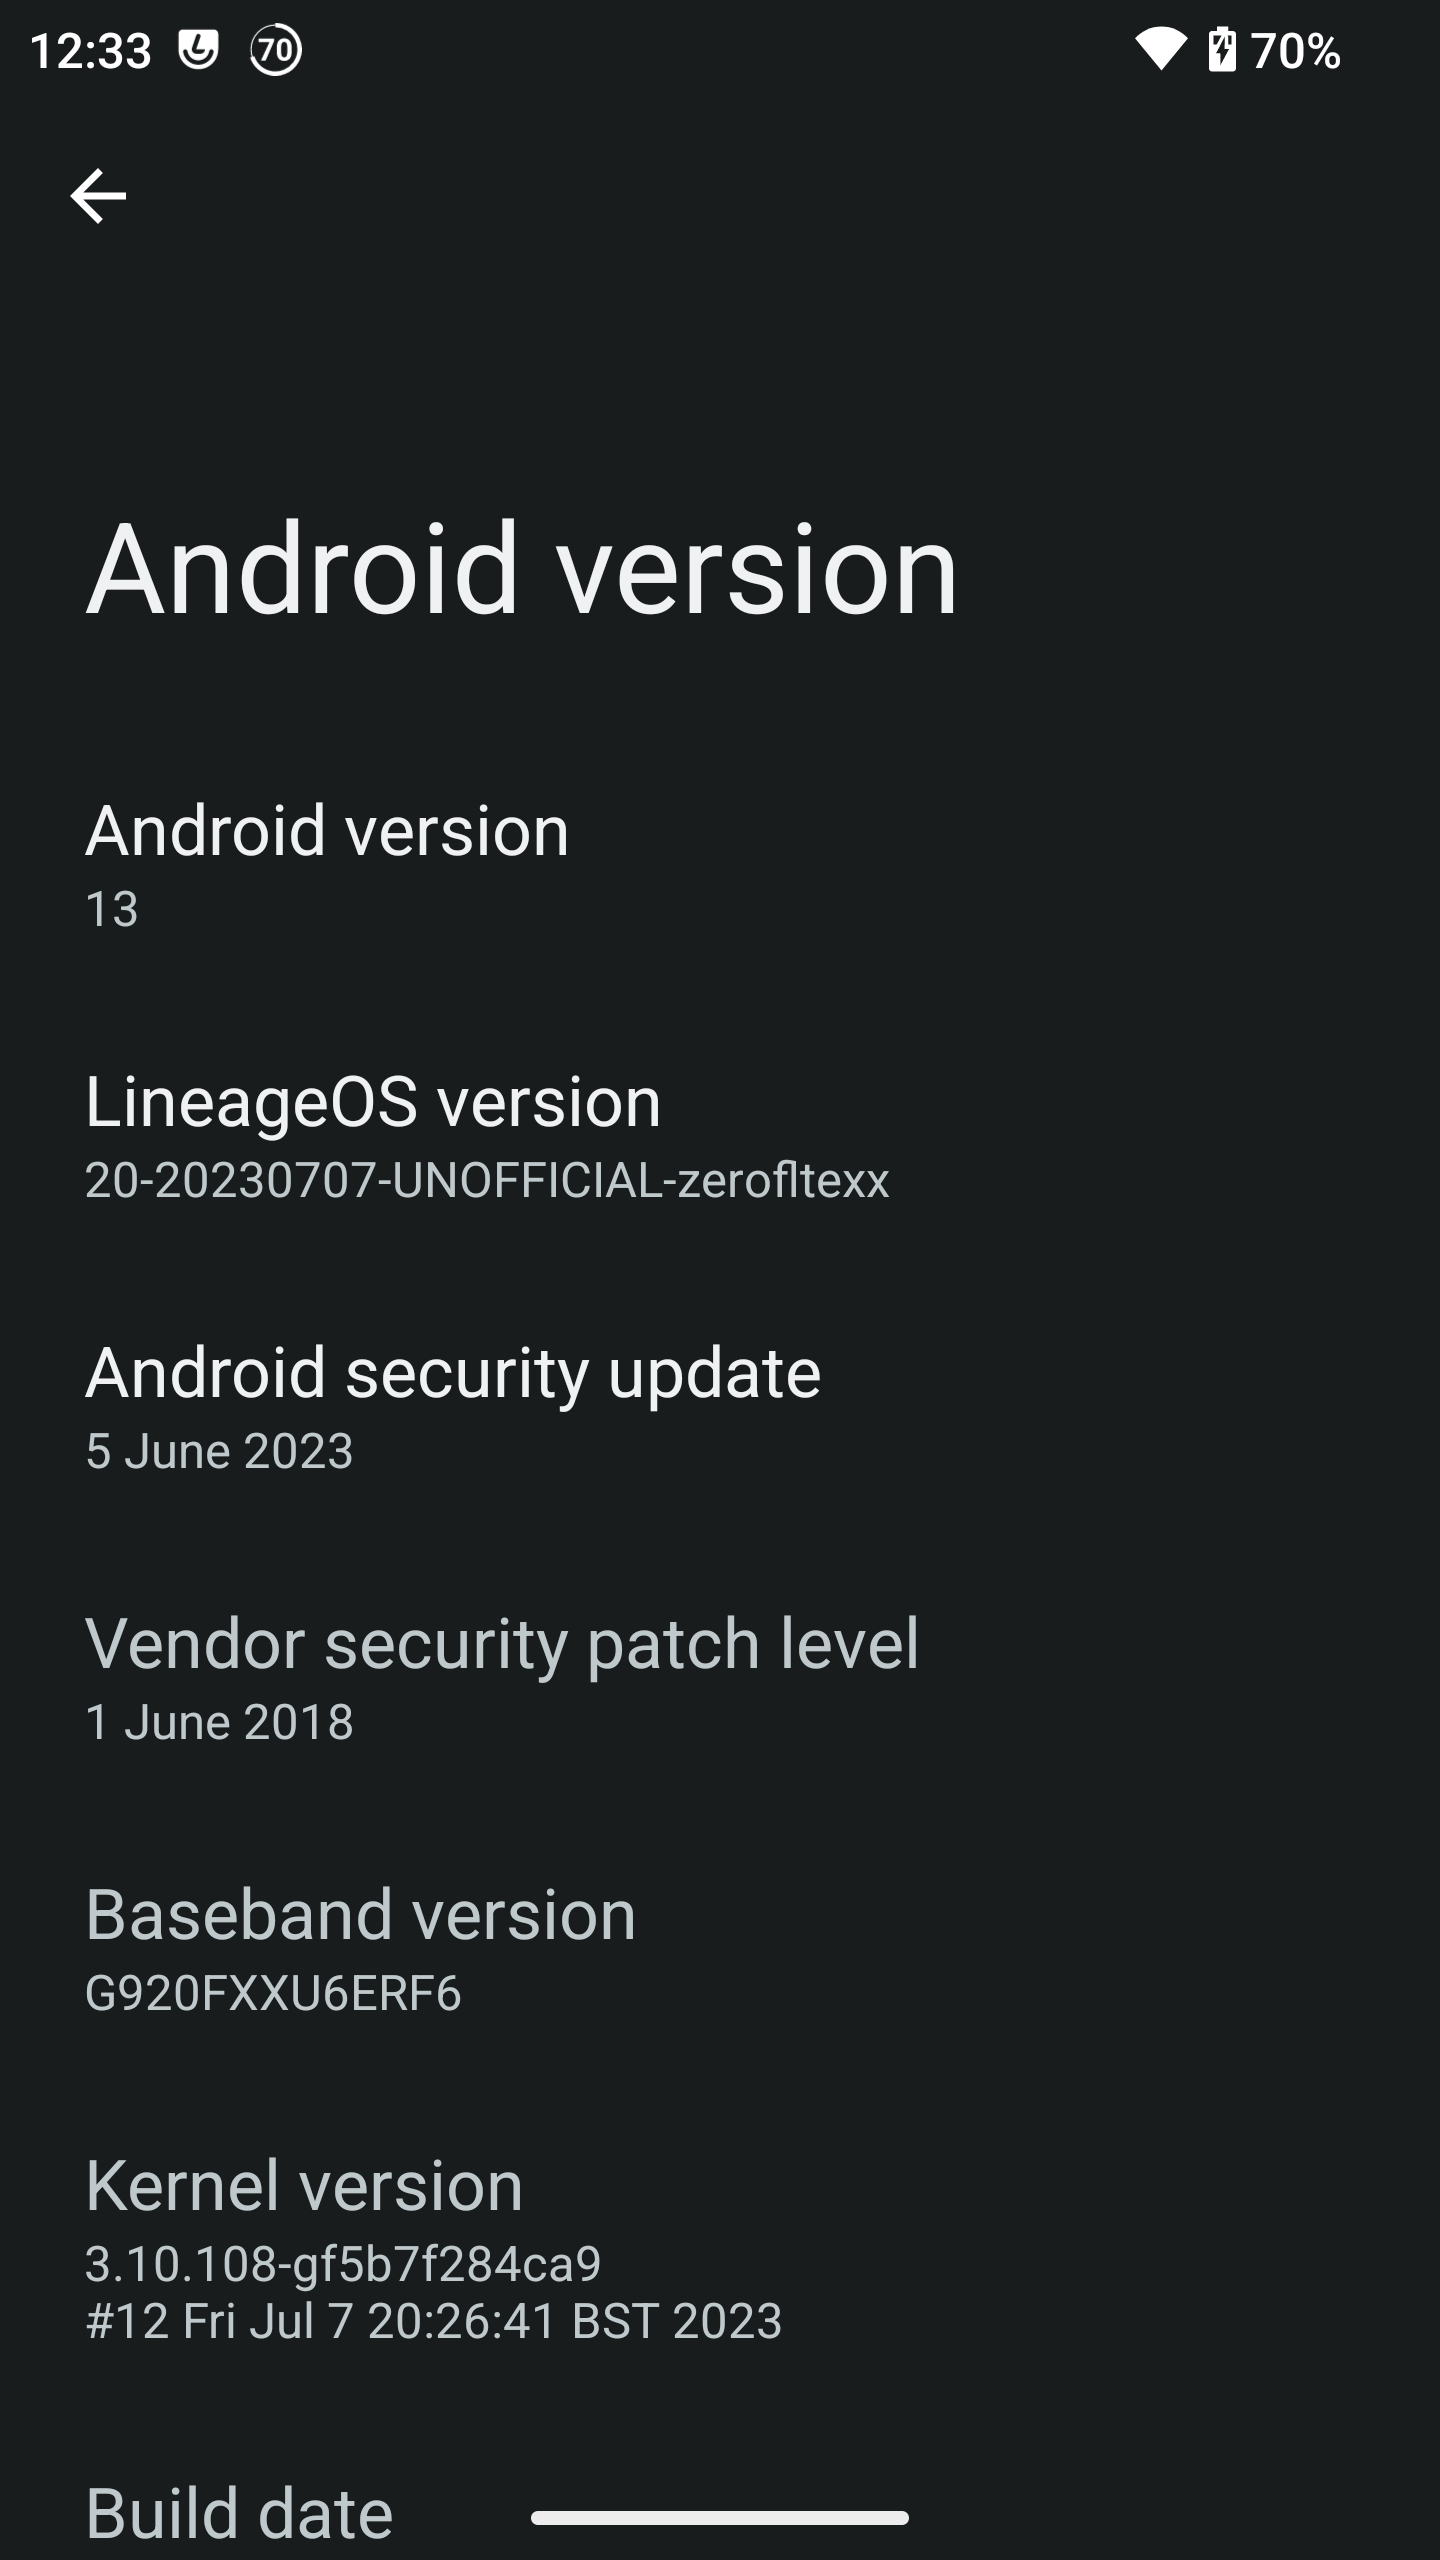 12:33 70 70%
Android version
Android version
13
LineageOS version
20-20230707-UNOFFICIAL-zerofltexx
Android security update
5 June 2023
Vendor security patch level
1 June 2018
Baseband version
G920FXXU6ERF6
Kernel version
3.10.108-gf5b7f284ca9
#12 Fri Jul 7 20:26:41 BST 2023
Build date